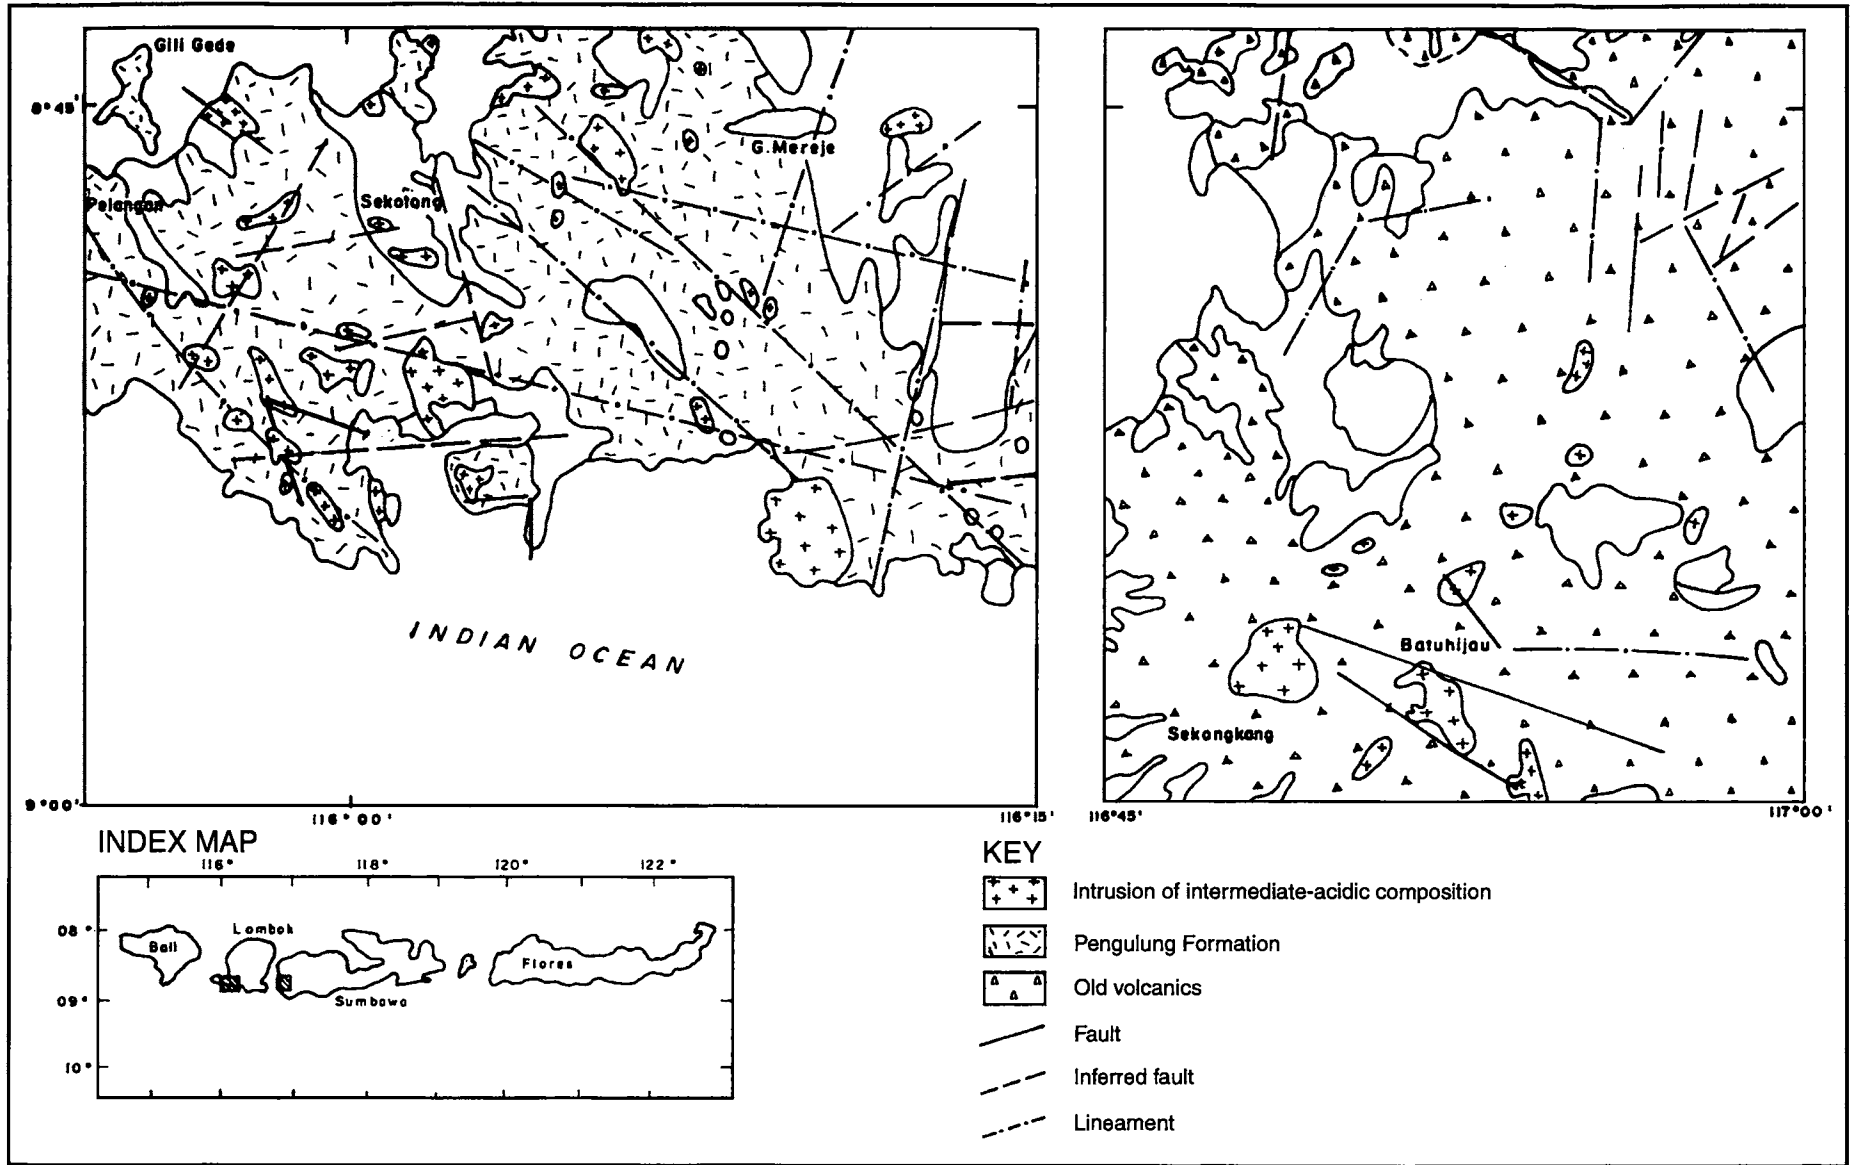 Gili Gede
8°45'
G.Mereje
Pelangan
Sekotong
INDIAN OCEAN
Batuhijau
Sekongkang
9°00'
116°00'
116°15'
116°45'
117°00'
INDEX MAP
116° 118° 120° 122°
08°
Bali
Lombok
Flores
09°
Sumbawa
10°
KEY
Intrusion of intermediate-acidic composition
Pengulung Formation
Old volcanics
Fault
Inferred fault
Lineament